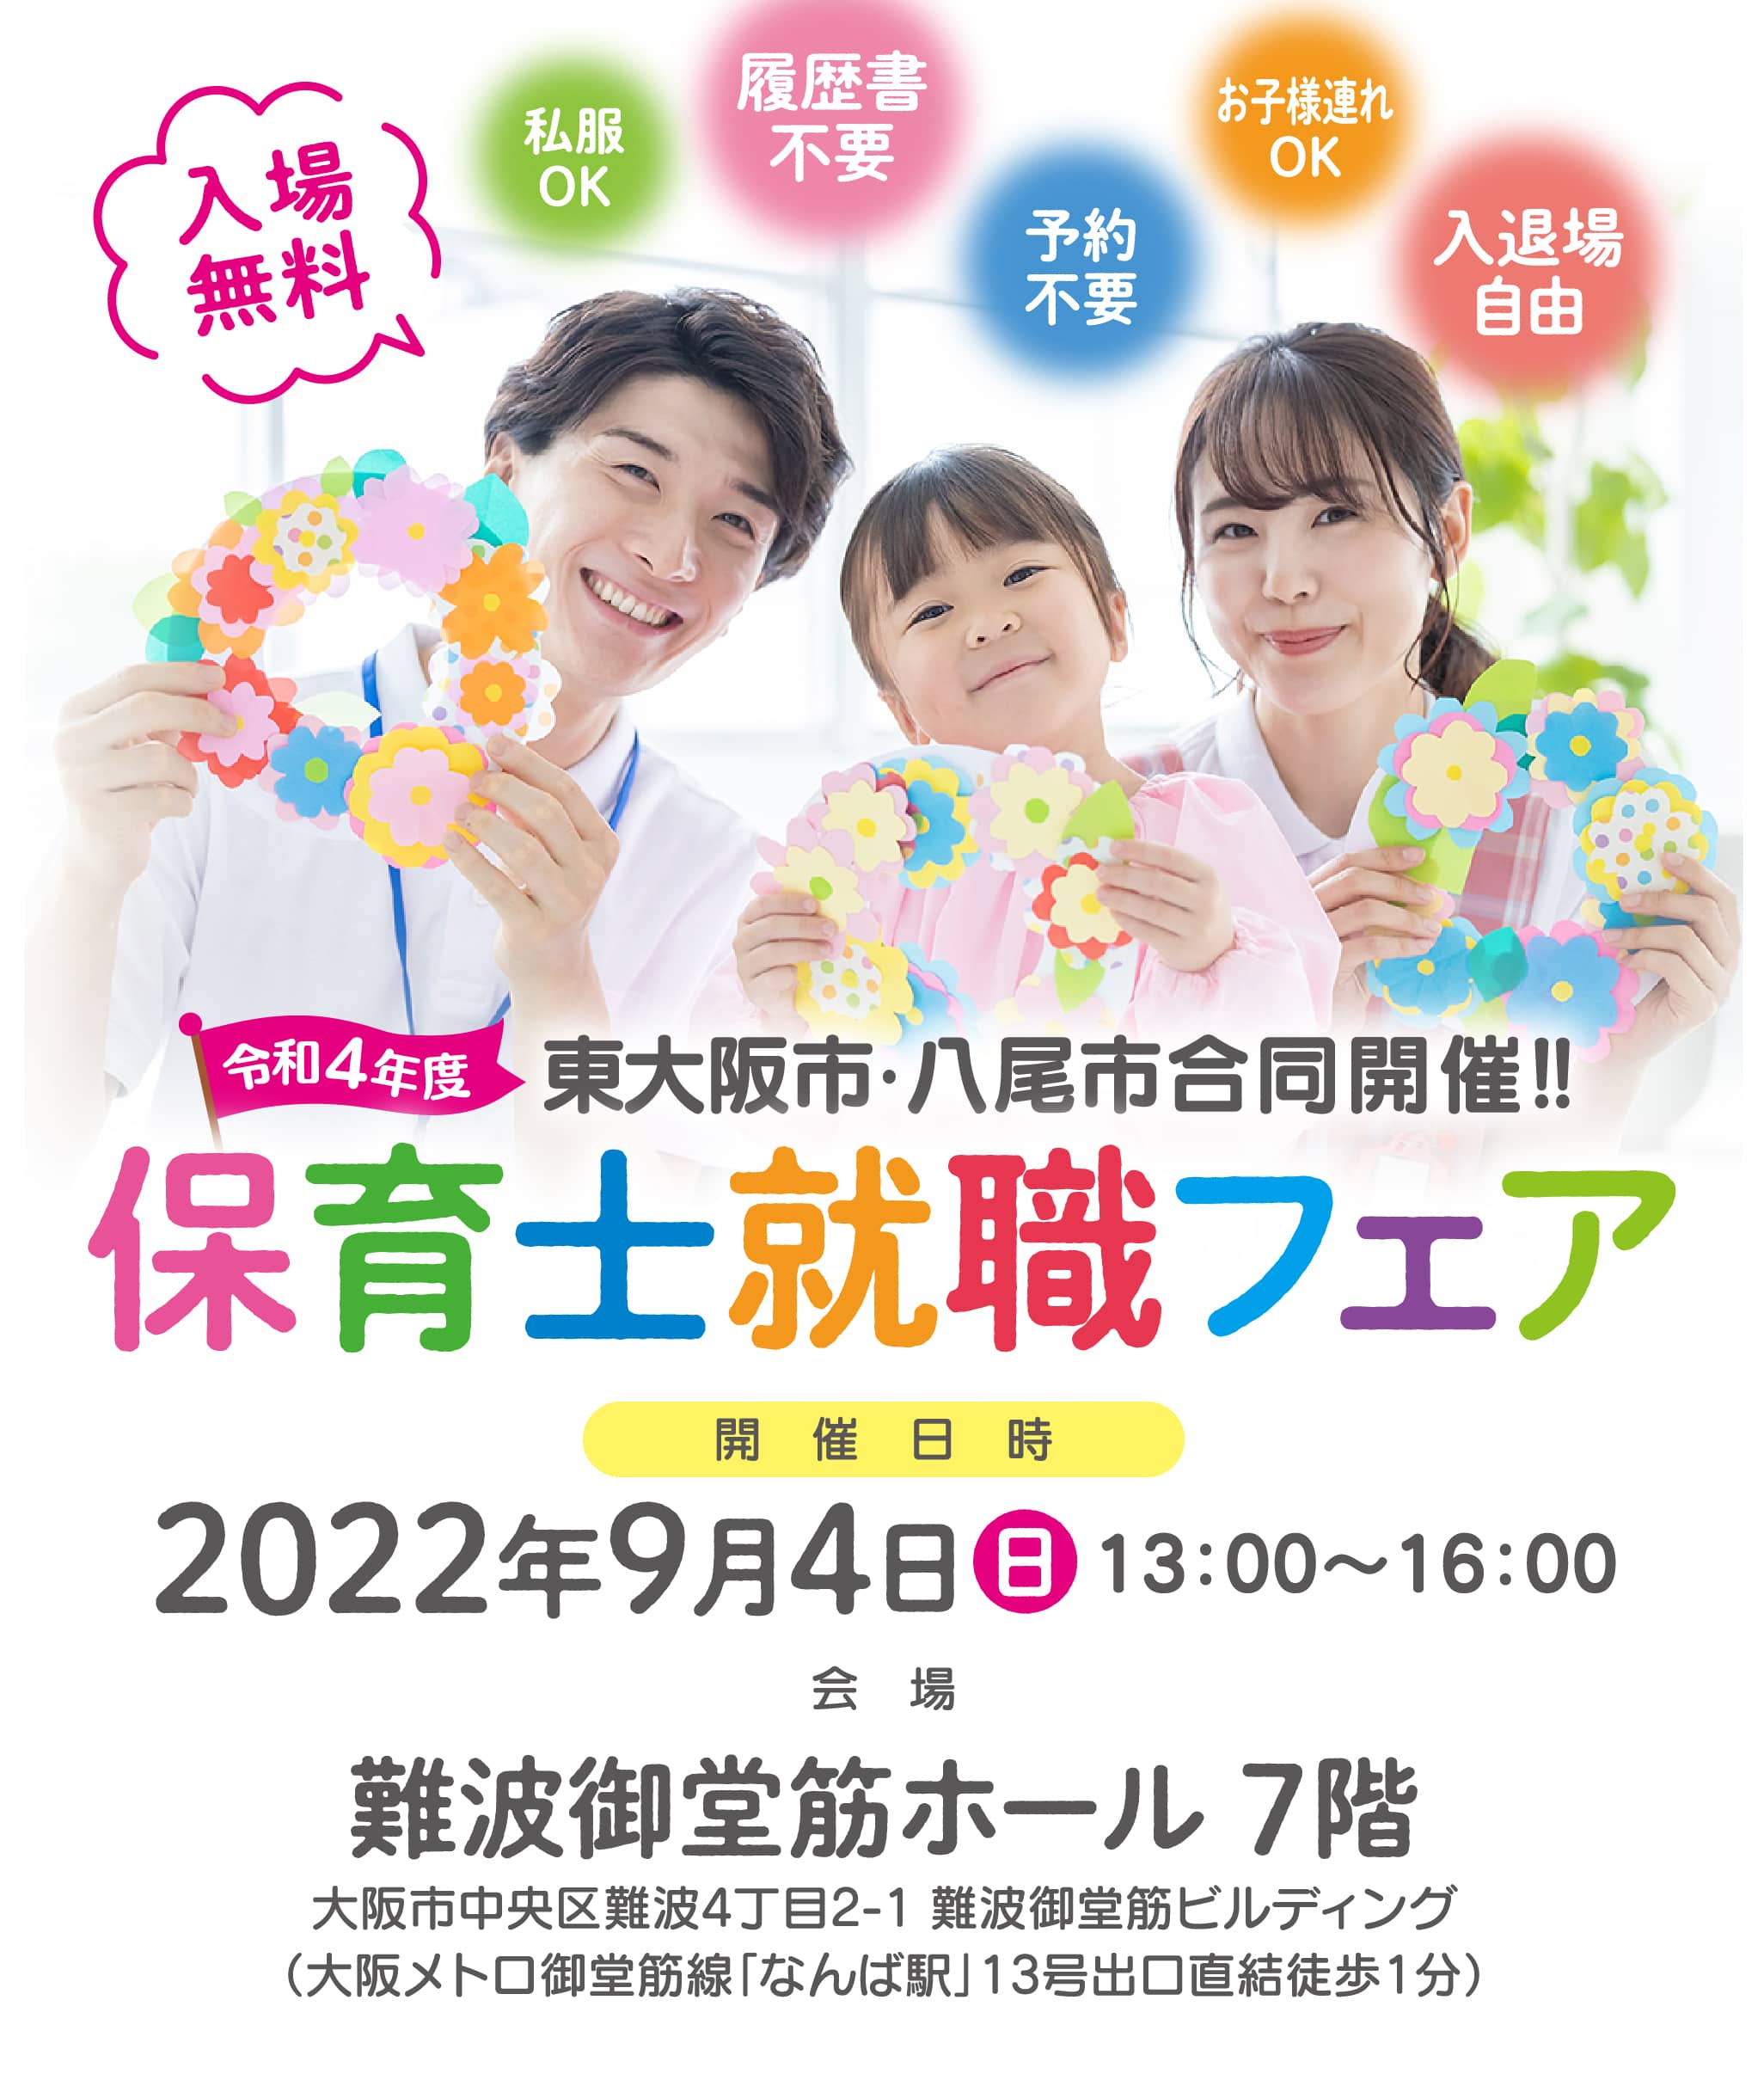 入場
無料
私服
OK
履歴書
不要
予約
不要
お子様連れ
OK
入退場
自由
令和4年度
東大阪市・八尾市合同開催!!
保育士就職フェア
開催日時
2022年9月4日日 13:00～16:00
会場
難波御堂筋ホール 7階
大阪市中央区難波4丁目2-1 難波御堂筋ビルディング
（大阪メトロ御堂筋線「なんば駅」13号出口直結徒歩1分）